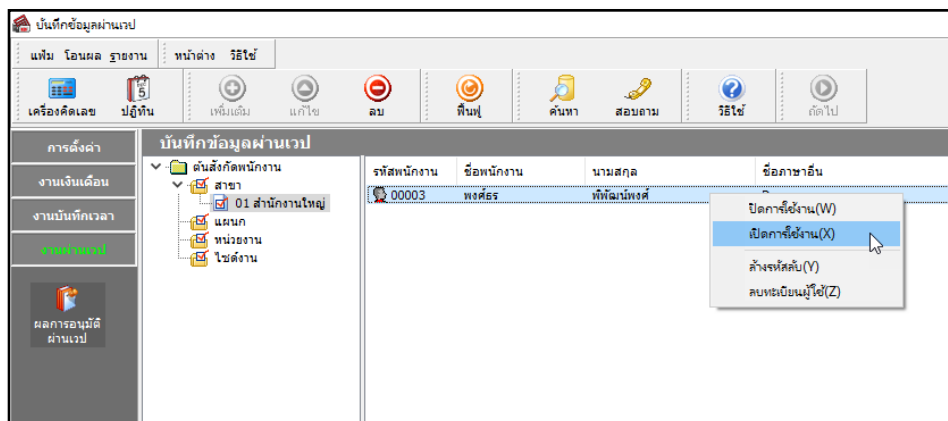 บันทึกข้อมูลผ่านเวป
แฟ้ม โอนผล รายงาน หน้าต่าง วิธีใช้
5
เครื่องคิดเลข ปฏิทิน เพิ่มเติม แก้ไข ลบ ฟื้นฟู ค้นหา สอบถาม วิธีใช้ ถัดไป
การตั้งค่า
งานเงินเดือน
งานบันทึกเวลา
งานผ่านเวป
ผลการอนุมัติ
ผ่านเวป
บันทึกข้อมูลผ่านเวป
ต้นสังกัดพนักงาน
สาขา
01 สำนักงานใหญ่
แผนก
หน่วยงาน
ไซด์งาน
รหัสพนักงาน ชื่อพนักงาน นามสกุล ชื่อภาษาอื่น
00003 พงศ์ธร พิพัฒน์พงศ์
ปิดการใช้งาน(W)
เปิดการใช้งาน(X)
ล้างรหัสลับ(Y)
ลบทะเบียนผู้ใช้(Z)